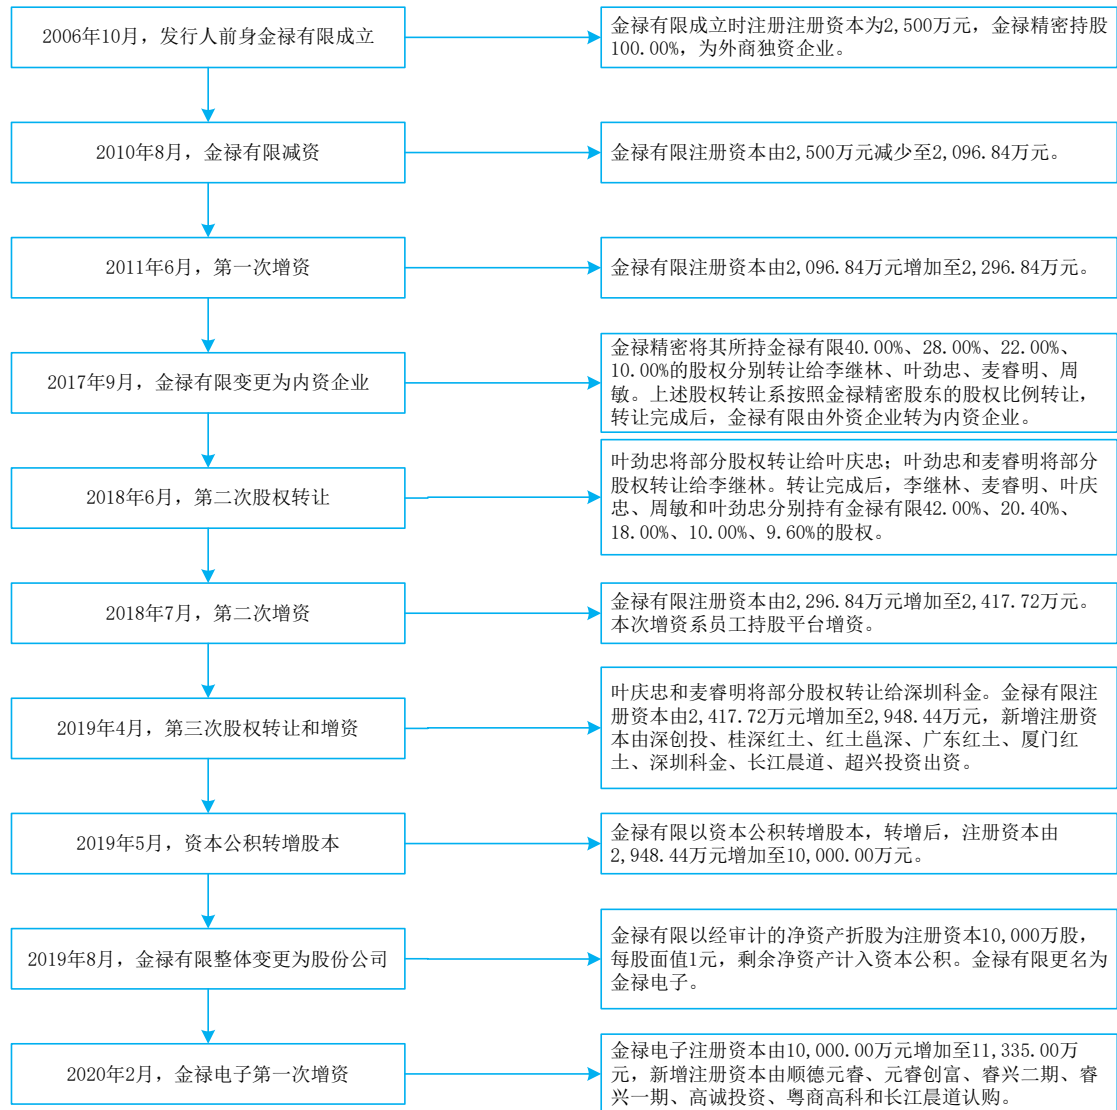 2006年10月，发行人前身金禄有限成立
金禄有限成立时注册注册资本为2,500万元，金禄精密持股
100.00%，为外商独资企业。
2010年8月，金禄有限减资
金禄有限注册资本由2,500万元减少至2,096.84万元。
2011年6月，第一次增资
金禄有限注册资本由2,096.84万元增加至2,296.84万元。
2017年9月，金禄有限变更为内资企业
金禄精密将其所持金禄有限40.00%、28.00%、22.00%、
10.00%的股权分别转让给李继林、叶劲忠、麦睿明、周
敏。上述股权转让系按照金禄精密股东的股权比例转让，
转让完成后，金禄有限由外资企业转为内资企业。
2018年6月，第二次股权转让
叶劲忠将部分股权转让给叶庆忠；叶劲忠和麦睿明将部分
股权转让给李继林。转让完成后，李继林、麦睿明、叶庆
忠、周敏和叶劲忠分别持有金禄有限42.00%、20.40%、
18.00%、10.00%、9.60%的股权。
2018年7月，第二次增资
金禄有限注册资本由2,296.84万元增加至2,417.72万元。
本次增资系员工持股平台增资。
2019年4月，第三次股权转让和增资
叶庆忠和麦睿明将部分股权转让给深圳科金。金禄有限注
册资本由2,417.72万元增加至2,948.44万元，新增注册资
本由深创投、桂深红土、红土邕深、广东红土、厦门红
土、深圳科金、长江晨道、超兴投资出资。
2019年5月，资本公积转增股本
金禄有限以资本公积转增股本，转增后，注册资本由
2,948.44万元增加至10,000.00万元。
2019年8月，金禄有限整体变更为股份公司
金禄有限以经审计的净资产折股为注册资本10,000万股，
每股面值1元，剩余净资产计入资本公积。金禄有限更名为
金禄电子。
2020年2月，金禄电子第一次增资
金禄电子注册资本由10,000.00万元增加至11,335.00万
元，新增注册资本由顺德元睿、元睿创富、睿兴二期、睿
兴一期、高诚投资、粤商高科和长江晨道认购。